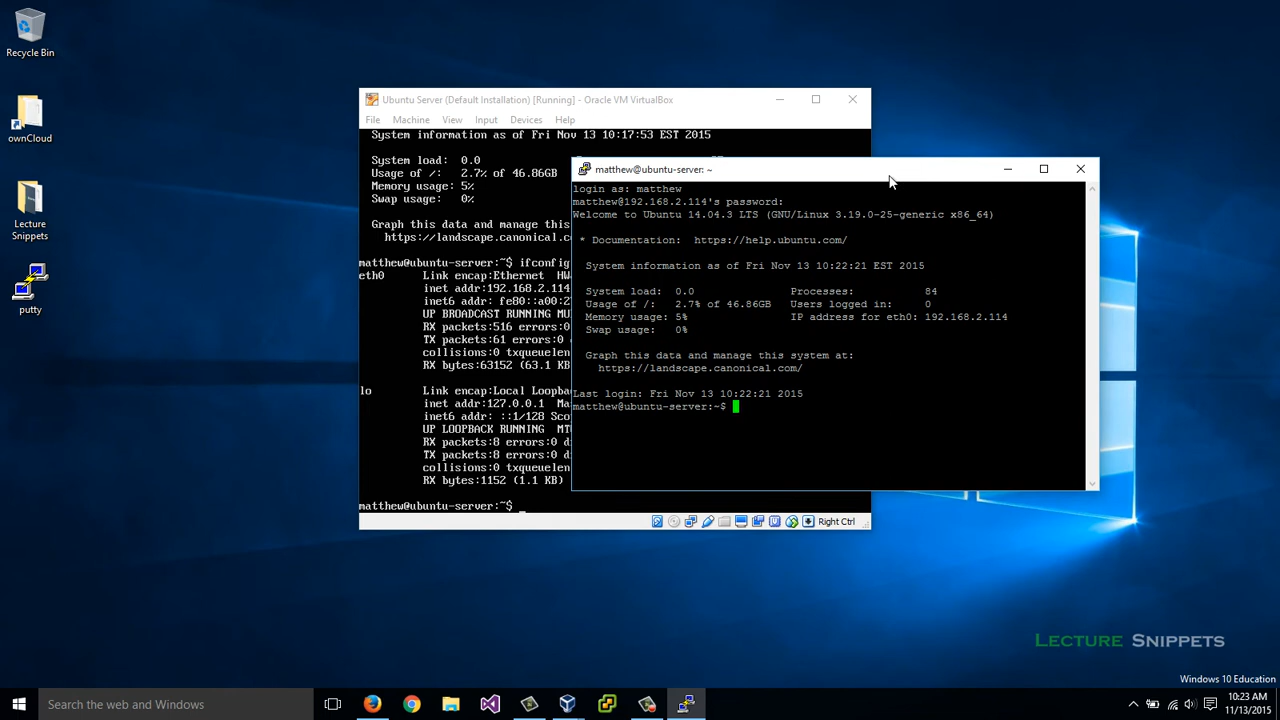 Recycle Bin
ownCloud
Lecture
Snippets
putty
Ubuntu Server (Default Installation) [Running] - Oracle VM VirtualBox
File Machine View Input Devices Help
System information as of Fri Nov 13 10:17:53 EST 2015
System load: 0.0
Usage of /: 2.7% of 46.86GB
Memory usage: 5%
Swap usage: 0%
Graph this data and manage this
https://landscape.canonical.c
matthew@ubuntu-server:~$ ifconfig
eth0 Link encap:Ethernet HW
inet addr:192.168.2.114
inet6 addr: fe80::a00:2
UP BROADCAST RUNNING MU
RX packets:516 errors:0
TX packets:61 errors:0
collisions:0 txqueuelen
RX bytes:63152 (63.1 KB)
lo Link encap:Local Loopba
inet addr:127.0.0.1 Ma
inet6 addr: ::1/128 Sco
UP LOOPBACK RUNNING MT
RX packets:8 errors:0 d
TX packets:8 errors:0 d
collisions:0 txqueuelen
RX bytes:1152 (1.1 KB)
matthew@ubuntu-server:~$
Right Ctrl
matthew@ubuntu-server: ~
login as: matthew
matthew@192.168.2.114's password:
Welcome to Ubuntu 14.04.3 LTS (GNU/Linux 3.19.0-25-generic x86_64)
* Documentation: https://help.ubuntu.com/
System information as of Fri Nov 13 10:22:21 EST 2015
System load: 0.0 Processes: 84
Usage of /: 2.7% of 46.86GB Users logged in: 0
Memory usage: 5% IP address for eth0: 192.168.2.114
Swap usage: 0%
Graph this data and manage this system at:
https://landscape.canonical.com/
Last login: Fri Nov 13 10:22:21 2015
matthew@ubuntu-server:~$
Lecture Snippets
Windows 10 Education
Search the web and Windows
10:23 AM
11/13/2015